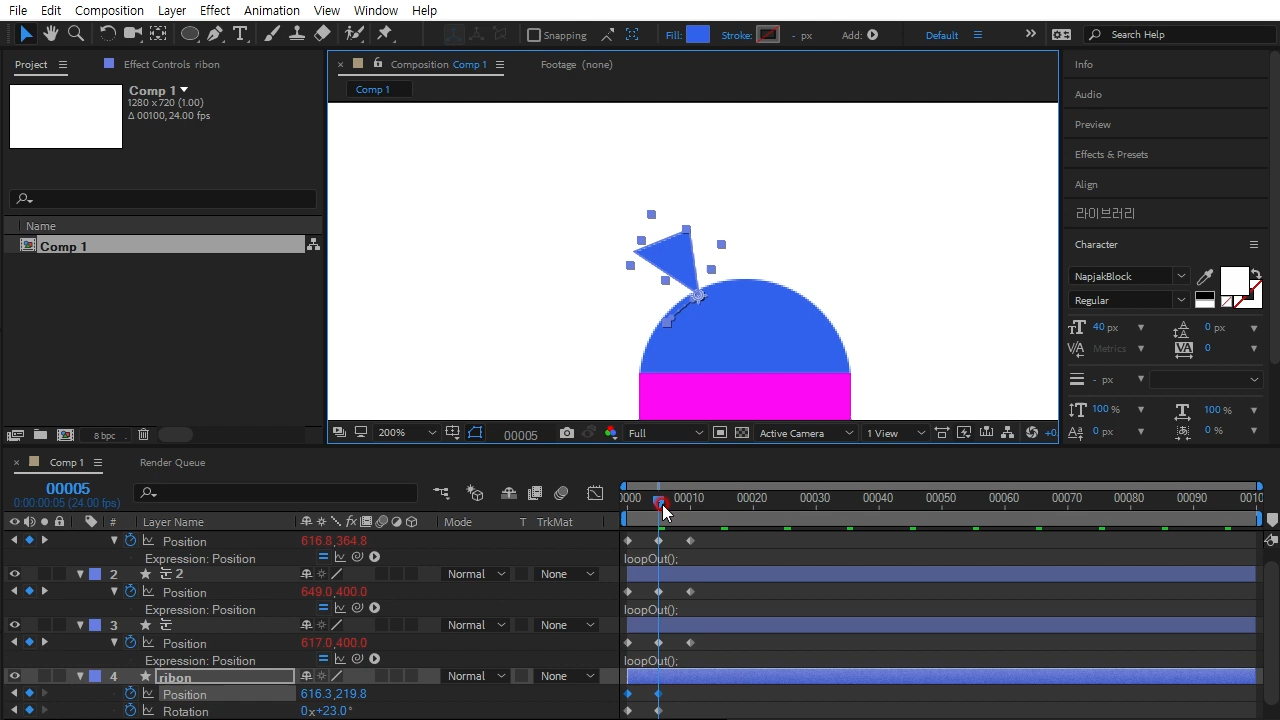 File Edit Composition Layer Effect Animation View Window Help
Snapping Fill: Stroke: - px Add: Default Search Help
Project Effect Controls ribon Composition Comp 1 Footage (none) Info
Comp 1 Comp 1
1280 x 720 (1.00)
Δ 00100, 24.00 fps
Audio
Preview
Effects & Presets
Align
라이브러리
Name
Comp 1
Character
NapjakBlock
Regular
40 px 0 px
Metrics 0
- px
100 % 100 %
0 px 0 %
8 bpc 200% 00005 Full Active Camera 1 View +0.
Comp 1 Render Queue
00005
0:00:00:05 (24.00 fps)
0000 00010 00020 00030 00040 00050 00060 00070 00080 00090 0010
# Layer Name Mode T TrkMat
Position 616.8,364.8
Expression: Position loopOut();
2 눈 2 Normal None
Position 649.0,400.0
Expression: Position loopOut();
3 눈 Normal None
Position 617.0,400.0
Expression: Position loopOut();
4 ribon Normal None
Position 616.3,219.8
Rotation 0x+23.0°